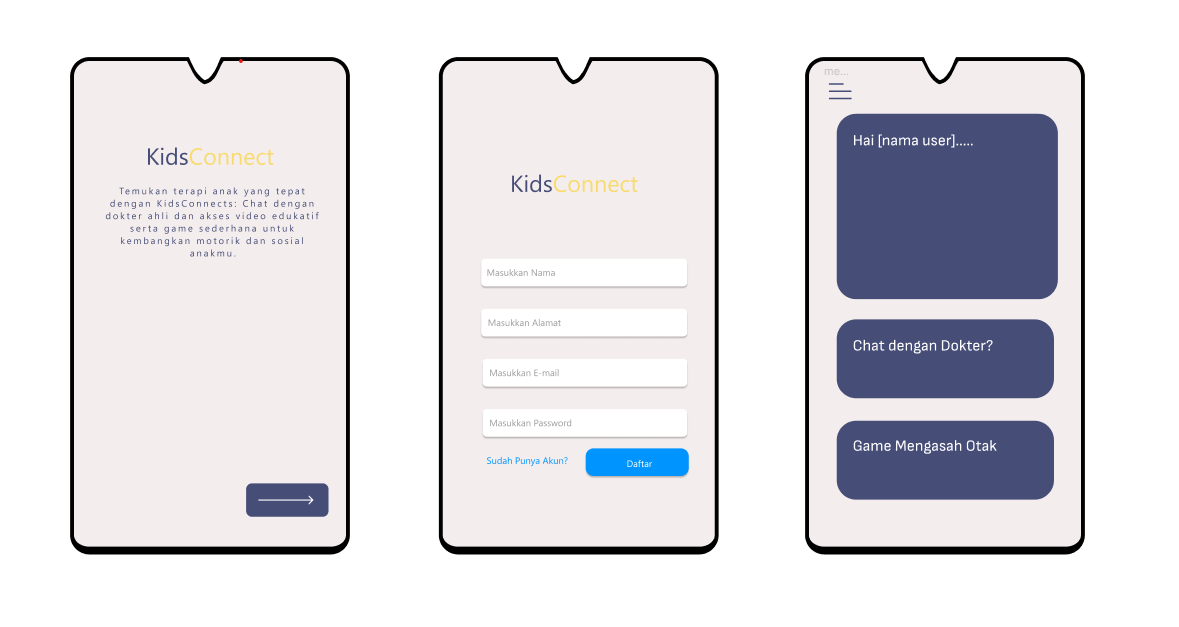 KidsConnect
Temukan terapi anak yang tepat
dengan KidsConnects: Chat dengan
dokter ahli dan akses video edukatif
serta game sederhana untuk
kembangkan motorik dan sosial
anakmu.
KidsConnect
Masukkan Nama
Masukkan Alamat
Masukkan E-mail
Masukkan Password
Sudah Punya Akun?
Daftar
me...
Hai [nama user].....
Chat dengan Dokter?
Game Mengasah Otak